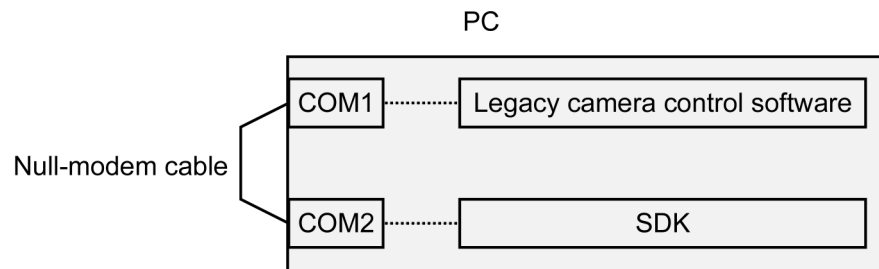 PC
COM1
Legacy camera control software
Null-modem cable
COM2
SDK